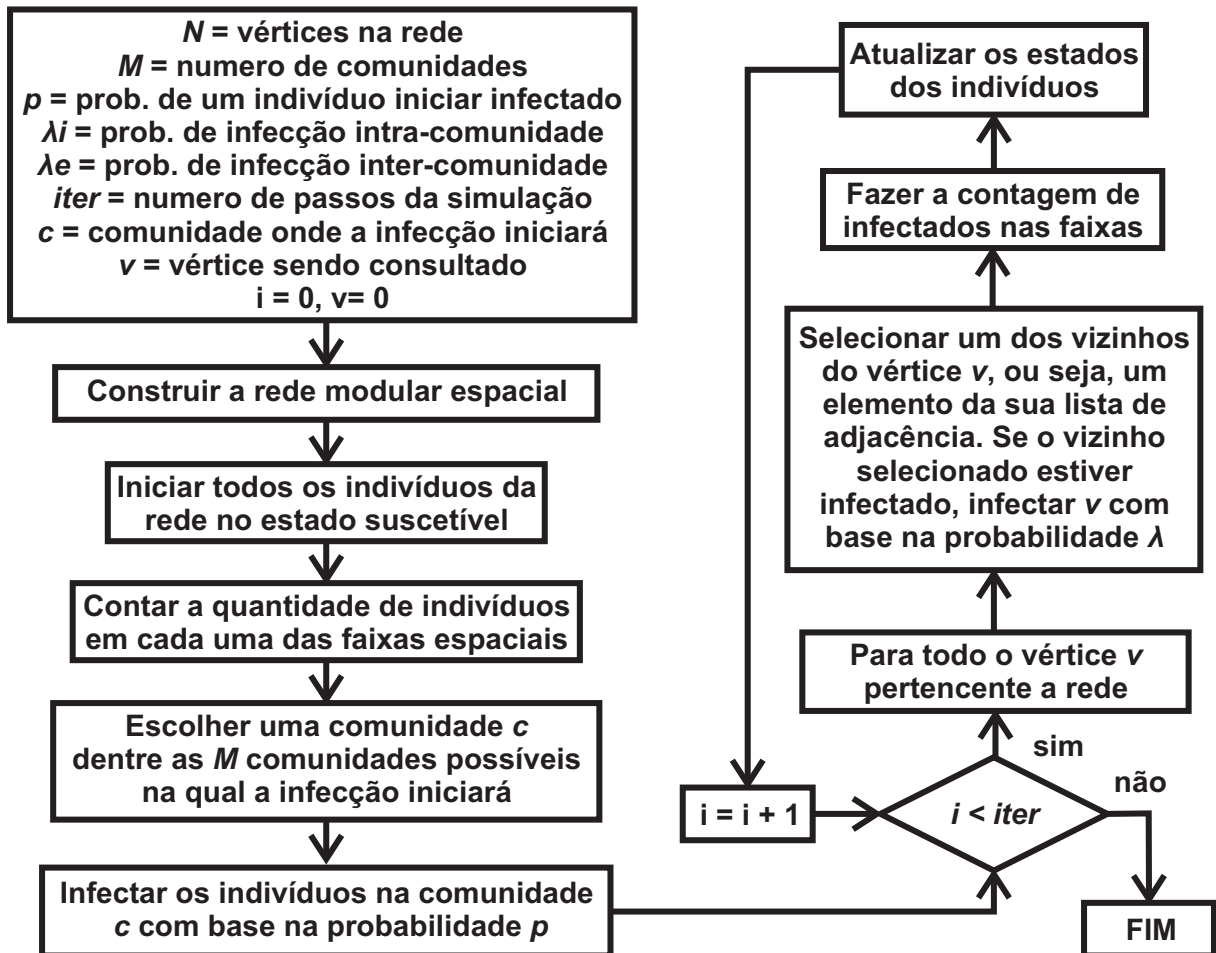 N = vértices na rede
M = numero de comunidades
p = prob. de um indivíduo iniciar infectado
λi = prob. de infecção intra-comunidade
λe = prob. de infecção inter-comunidade
iter = numero de passos da simulação
c = comunidade onde a infecção iniciará
v = vértice sendo consultado
i = 0, v= 0
Construir a rede modular espacial
Iniciar todos os indivíduos da
rede no estado suscetível
Contar a quantidade de indivíduos
em cada uma das faixas espaciais
Escolher uma comunidade c
dentre as M comunidades possíveis
na qual a infecção iniciará
Infectar os indivíduos na comunidade
c com base na probabilidade p
i < iter
sim
não
FIM
Para todo o vértice v
pertencente a rede
Selecionar um dos vizinhos
do vértice v, ou seja, um
elemento da sua lista de
adjacência. Se o vizinho
selecionado estiver
infectado, infectar v com
base na probabilidade λ
Fazer a contagem de
infectados nas faixas
Atualizar os estados
dos indivíduos
i = i + 1